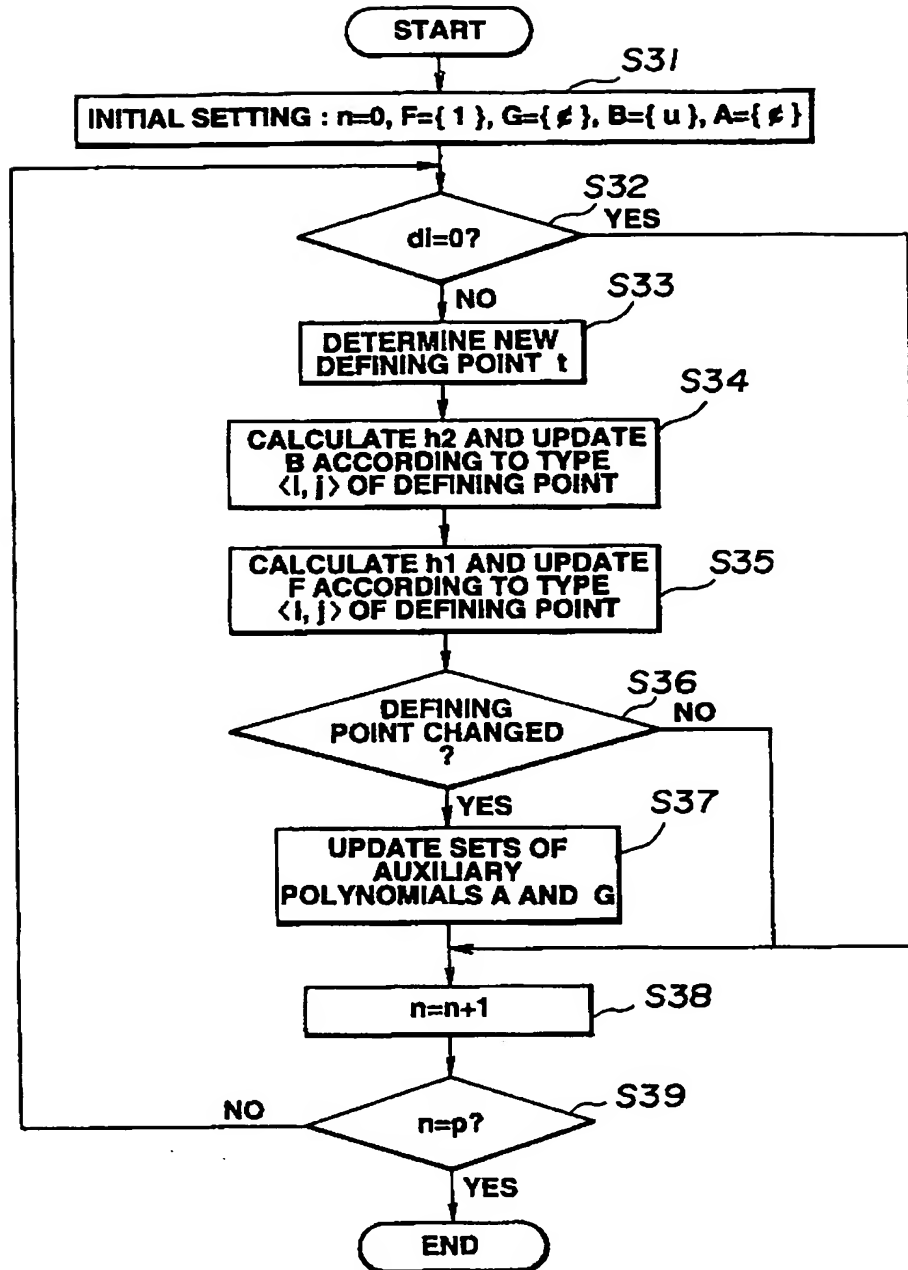 START
S31
INITIAL SETTING : n=0, F={ 1 }, G={ ¢ }, B={ u }, A={ ¢ }
S32
di=0?
YES
NO
S33
DETERMINE NEW
DEFINING POINT t
S34
CALCULATE h2 AND UPDATE
B ACCORDING TO TYPE
<i, j> OF DEFINING POINT
S35
CALCULATE h1 AND UPDATE
F ACCORDING TO TYPE
<i, j> OF DEFINING POINT
S36
DEFINING
POINT CHANGED
?
NO
YES
S37
UPDATE SETS OF
AUXILIARY
POLYNOMIALS A AND G
n=n+1
S38
S39
NO
n=p?
YES
END